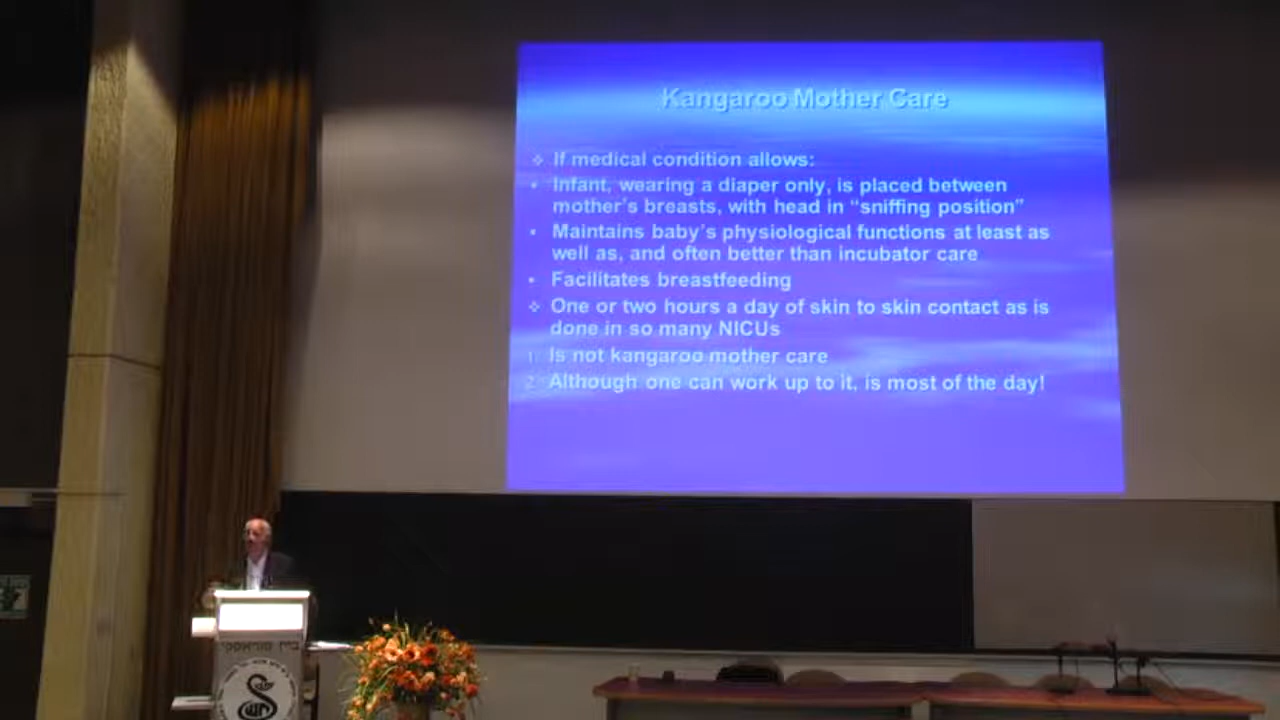 Kangaroo Mother Care
❖ If medical condition allows:
• Infant, wearing a diaper only, is placed between
mother's breasts, with head in “sniffing position”
• Maintains baby's physiological functions at least as
well as, and often better than incubator care
• Facilitates breastfeeding
❖ One or two hours a day of skin to skin contact as is
done in so many NICUs
1. Is not kangaroo mother care
2. Although one can work up to it, is most of the day!